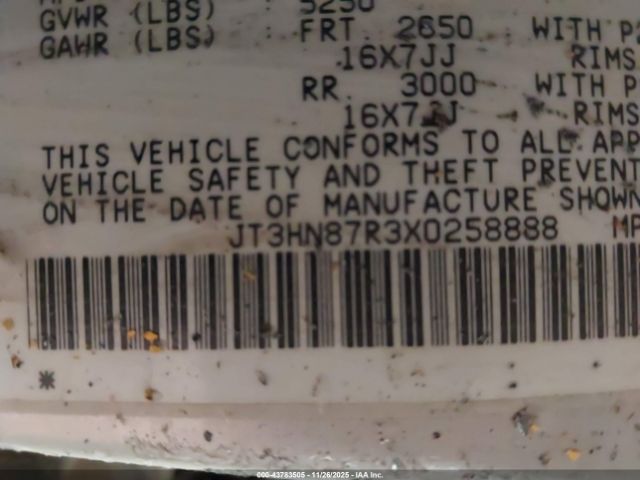 GVWR (LBS) : 5250
GAWR (LBS) : FRT 2650 WITH
16X7JJ RIMS
RR 3000 WITH
16X7JJ RIMS
THIS VEHICLE CONFORMS TO ALL APP
VEHICLE SAFETY AND THEFT PREVENT
ON THE DATE OF MANUFACTURE SHOWN
JT3HN87R3X0258888 MP
*
000-43783505 - 11/26/2025 - IAA Inc.